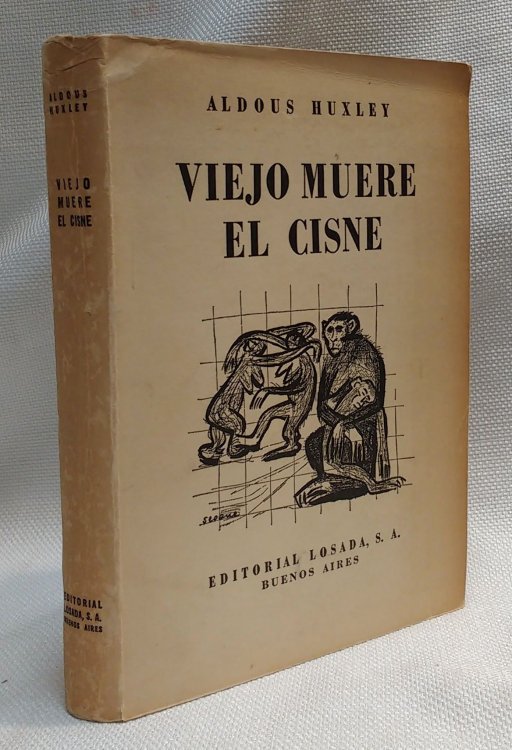 ALDOUS HUXLEY
VIEJO MUERE
EL CISNE
EDITORIAL LOSADA, S. A.
BUENOS AIRES
ALDOUS
HUXLEY
VIEJO
MUERE
EL CISNE
EDITORIAL
LOSADA, S. A.
BUENOS AIRES